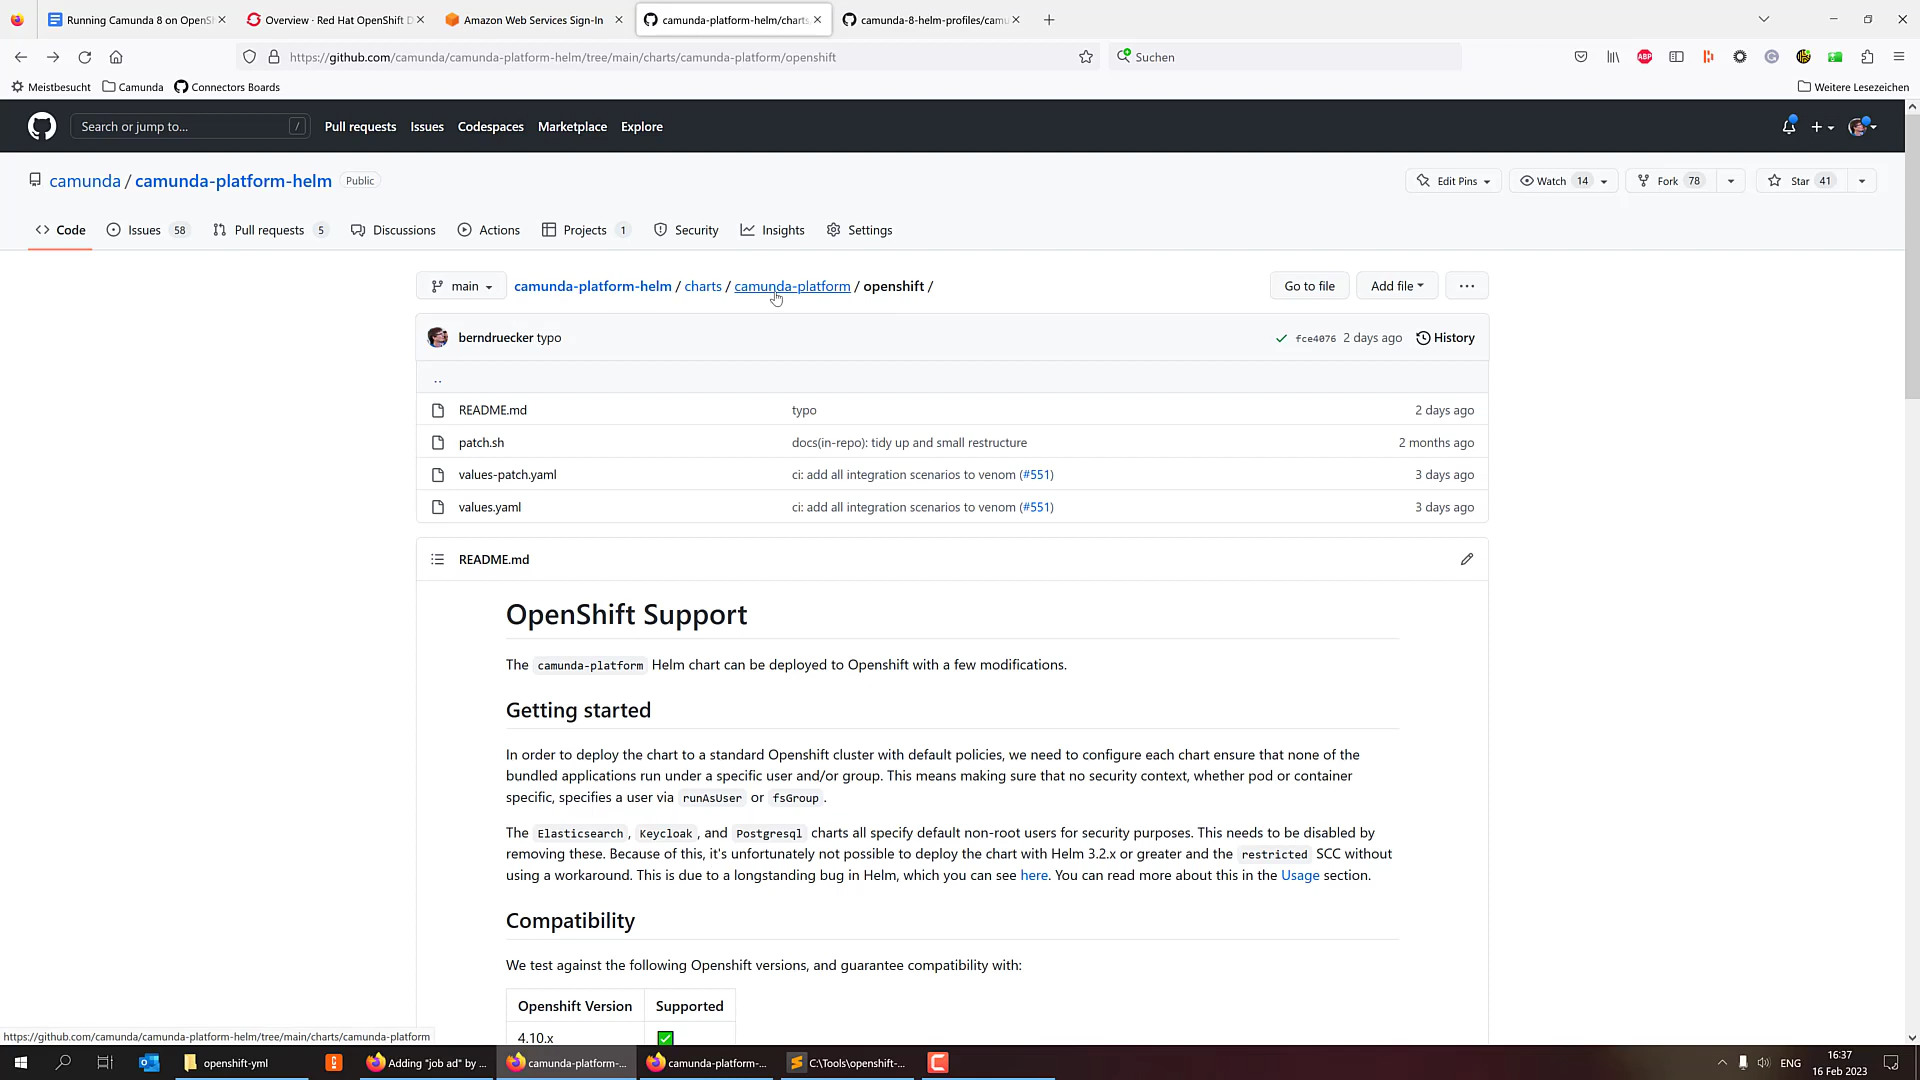 Running Camunda 8 on OpenS
Overview · Red Hat OpenShift D
Amazon Web Services Sign-In
camunda-platform-helm/charts
camunda-8-helm-profiles/camu
https://github.com/camunda/camunda-platform-helm/tree/main/charts/camunda-platform/openshift
Suchen
Meistbesucht
Camunda
Connectors Boards
Weitere Lesezeichen
Search or jump to...
/
Pull requests
Issues
Codespaces
Marketplace
Explore
camunda / camunda-platform-helm
Public
Edit Pins
Watch 14
Fork 78
Star 41
Code
Issues 58
Pull requests 5
Discussions
Actions
Projects 1
Security
Insights
Settings
main
camunda-platform-helm / charts / camunda-platform / openshift /
Go to file
Add file
...
berndruecker typo
fce4076 2 days ago
History
..
README.md typo 2 days ago
patch.sh docs(in-repo): tidy up and small restructure 2 months ago
values-patch.yaml ci: add all integration scenarios to venom (#551) 3 days ago
values.yaml ci: add all integration scenarios to venom (#551) 3 days ago
README.md
OpenShift Support
The camunda-platform Helm chart can be deployed to Openshift with a few modifications.
Getting started
In order to deploy the chart to a standard Openshift cluster with default policies, we need to configure each chart ensure that none of the
bundled applications run under a specific user and/or group. This means making sure that no security context, whether pod or container
specific, specifies a user via runAsUser or fsGroup.
The Elasticsearch, Keycloak, and Postgresql charts all specify default non-root users for security purposes. This needs to be disabled by
removing these. Because of this, it's unfortunately not possible to deploy the chart with Helm 3.2.x or greater and the restricted SCC without
using a workaround. This is due to a longstanding bug in Helm, which you can see here. You can read more about this in the Usage section.
Compatibility
We test against the following Openshift versions, and guarantee compatibility with:
Openshift Version Supported
4.10.x
https://github.com/camunda/camunda-platform-helm/tree/main/charts/camunda-platform
openshift-yml
Adding "job ad" by ...
camunda-platform-...
camunda-platform-...
C:\Tools\openshift-...
ENG
16:37
16 Feb 2023